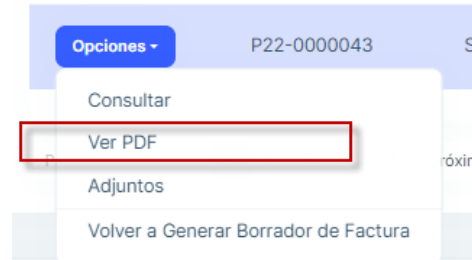 Opciones P22-0000043 S
Consultar
Ver PDF
Adjuntos
Volver a Generar Borrador de Factura